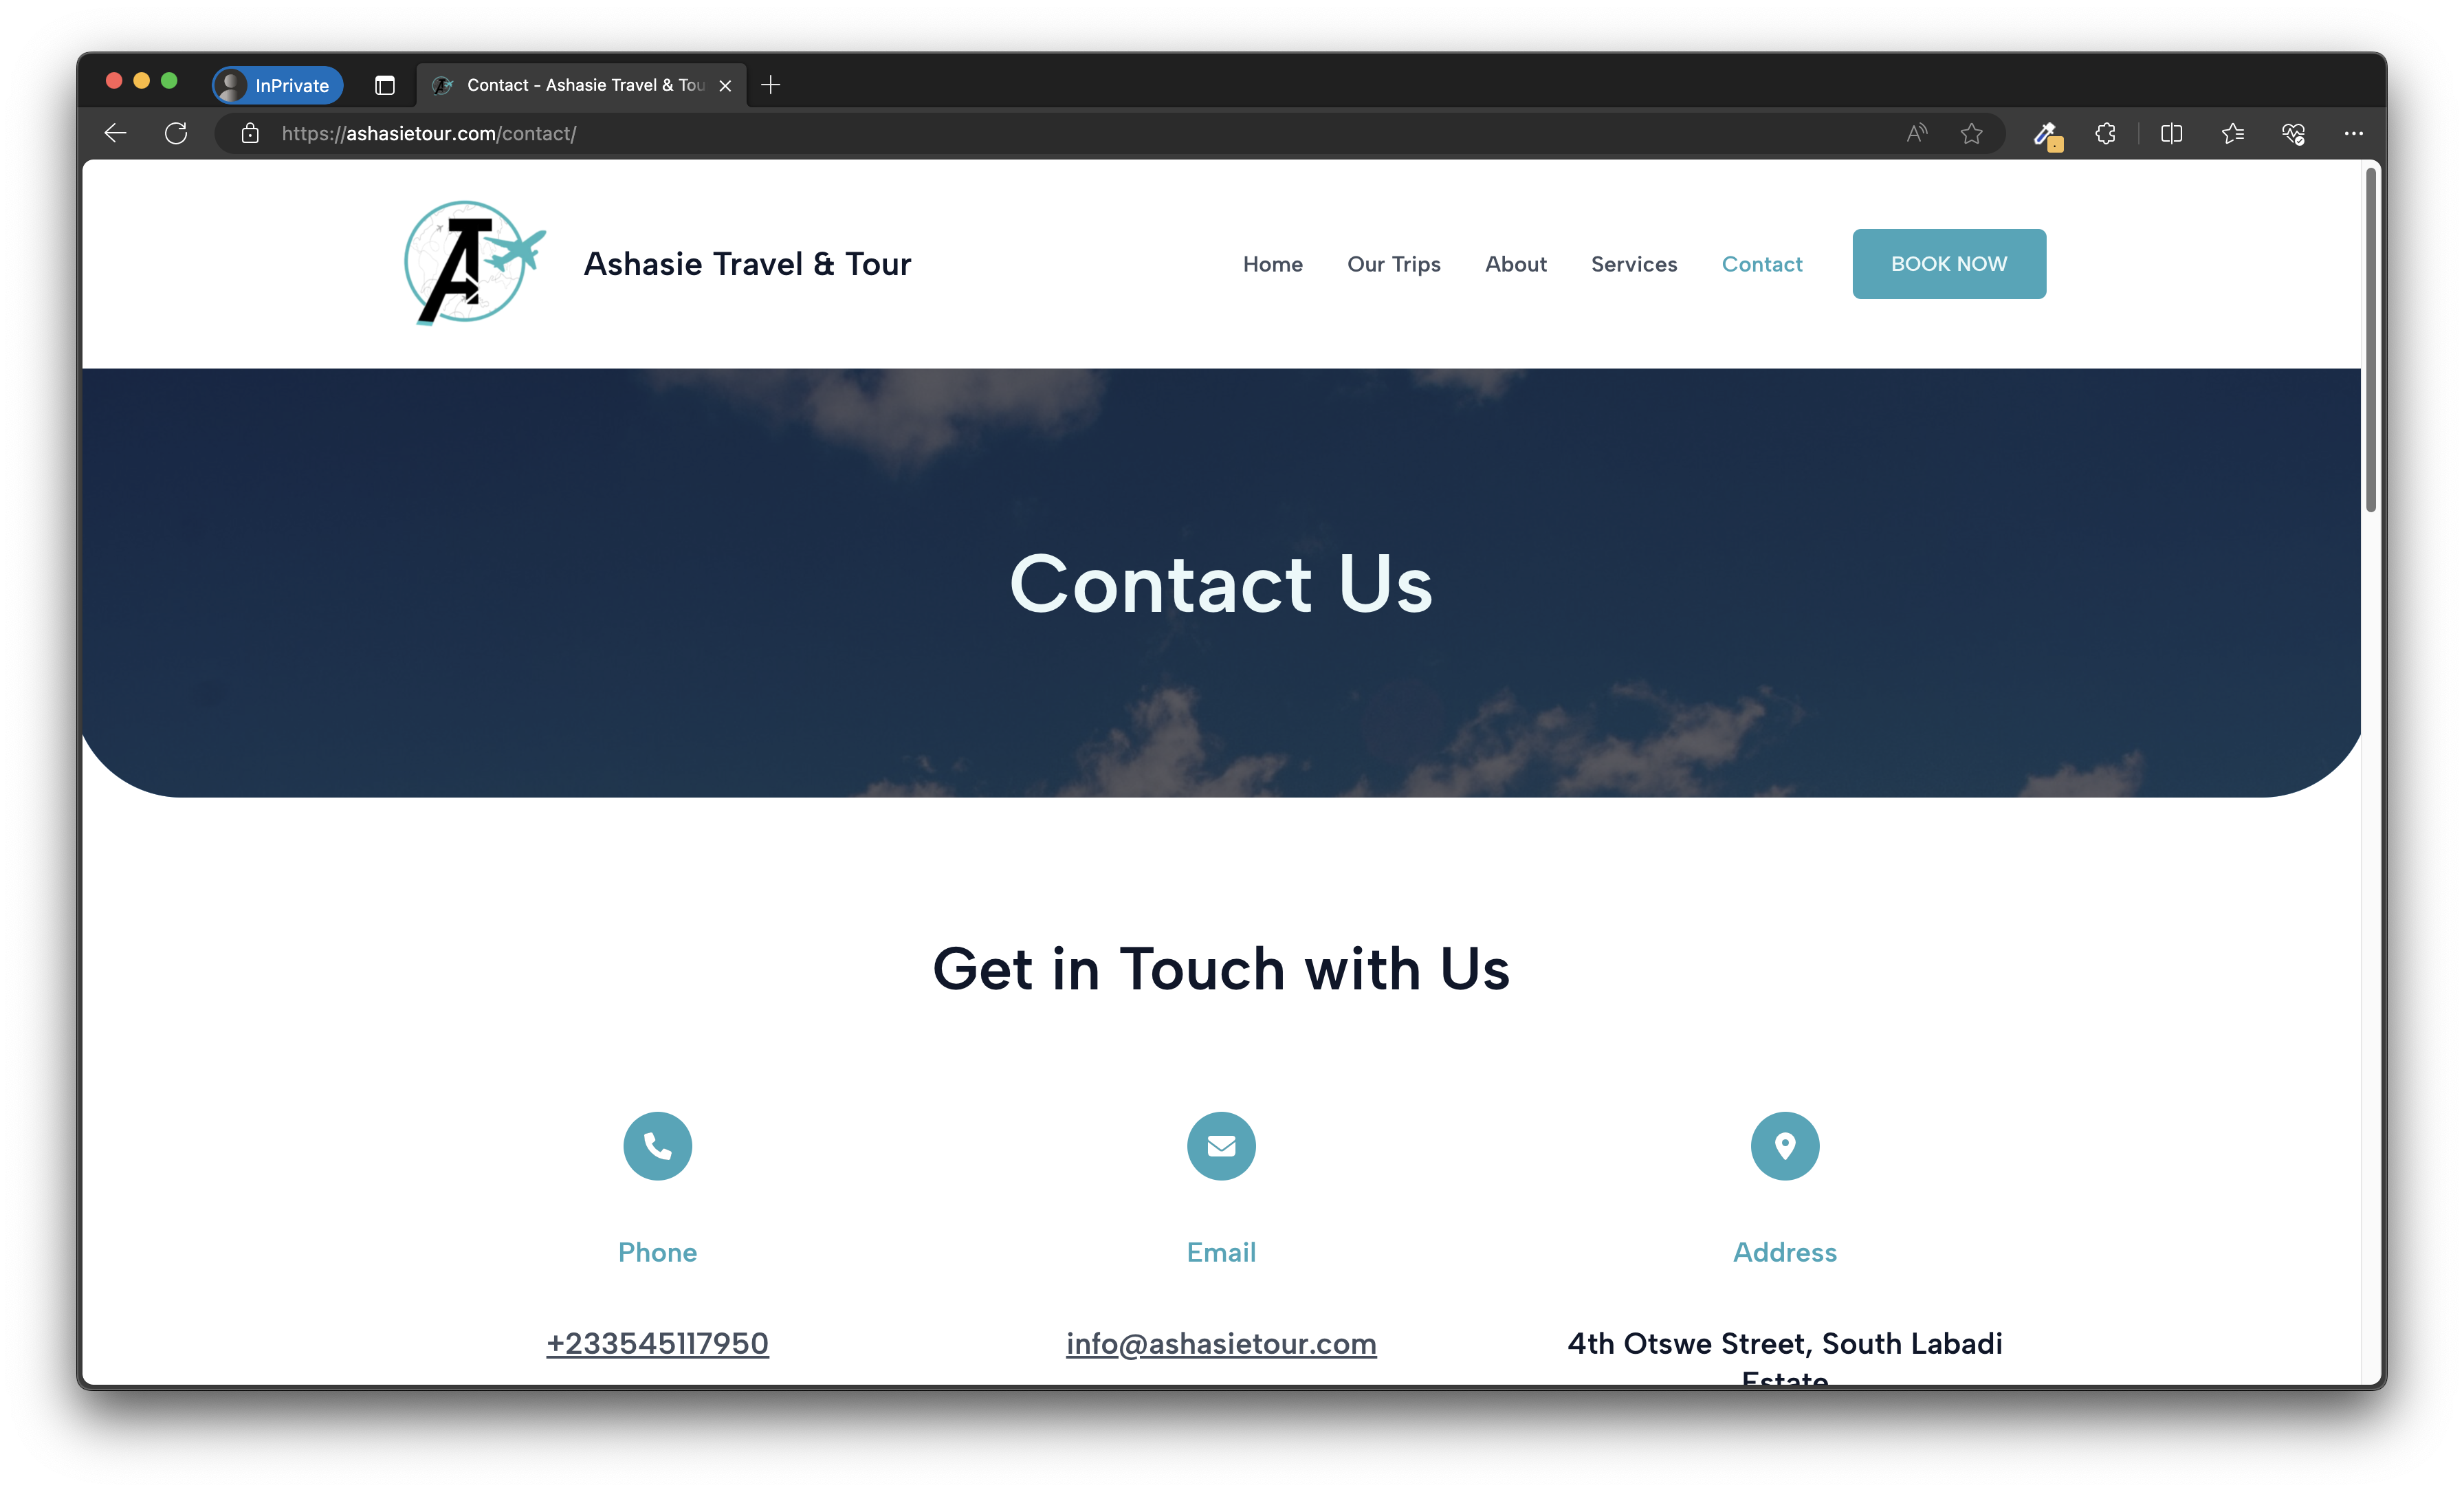 InPrivate
Contact - Ashasie Travel & Tou
https://ashasietour.com/contact/
AT
Ashasie Travel & Tour
Home
Our Trips
About
Services
Contact
BOOK NOW
Contact Us
Get in Touch with Us
Phone
Email
Address
+233545117950
info@ashasietour.com
4th Otswe Street, South Labadi
Estate